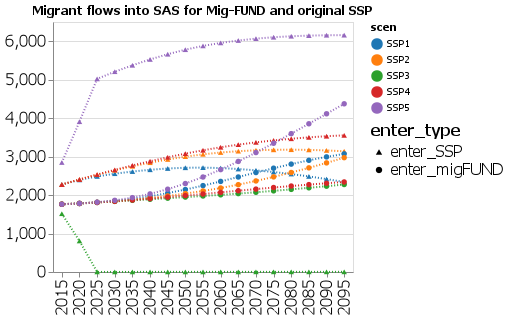 Migrant flows into SAS for Mig-FUND and original SSP
6,000
5,000
4,000
3,000
2,000
1,000
0
2015
2020
2025
2030
2035
2040
2045
2050
2055
2060
2065
2070
2075
2080
2085
2090
2095
scen
SSP1
SSP2
SSP3
SSP4
SSP5
enter_type
enter_SSP
enter_migFUND